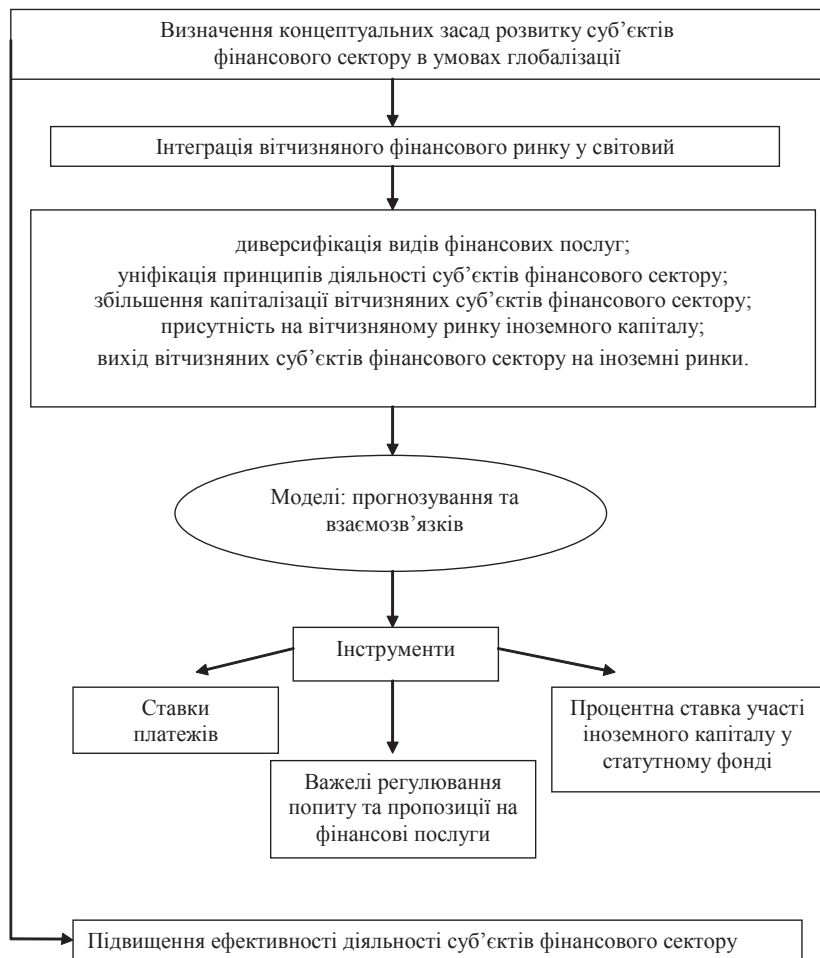 Визначення концептуальних засад розвитку суб’єктів
фінансового сектору в умовах глобалізації
Інтеграція вітчизняного фінансового ринку у світовий
диверсифікація видів фінансових послуг;
уніфікація принципів діяльності суб’єктів фінансового сектору;
збільшення капіталізації вітчизняних суб’єктів фінансового сектору;
присутність на вітчизняному ринку іноземного капіталу;
вихід вітчизняних суб’єктів фінансового сектору на іноземні ринки.
Моделі: прогнозування та
взаємозв’язків
Інструменти
Ставки
платежів
Важелі регулювання
попиту та пропозиції на
фінансові послуги
Процентна ставка участі
іноземного капіталу у
статутному фонді
Підвищення ефективності діяльності суб’єктів фінансового сектору